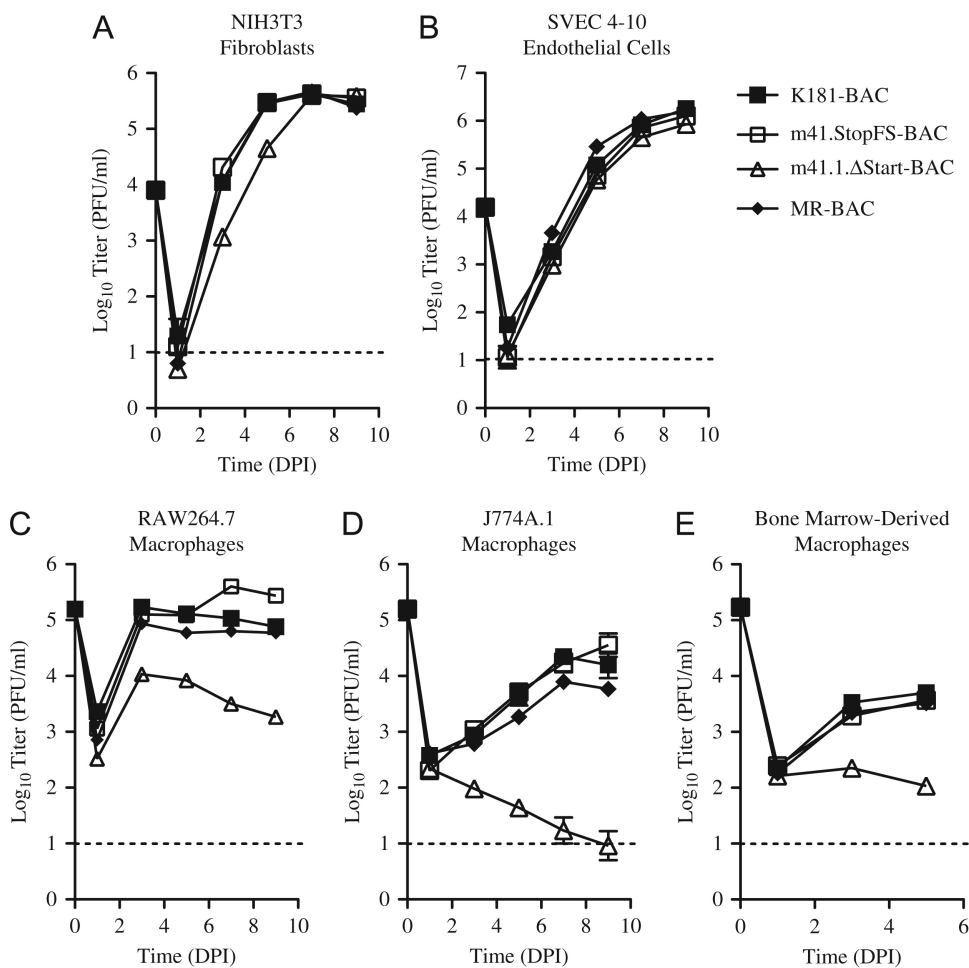 A
NIH3T3
Fibroblasts
Log10 Titer (PFU/ml)
6
5
4
3
2
1
0
0 2 4 6 8 10
Time (DPI)
B
SVEC 4-10
Endothelial Cells
Log10 Titer (PFU/ml)
7
6
5
4
3
2
1
0
0 2 4 6 8 10
Time (DPI)
K181-BAC
m41.StopFS-BAC
m41.1.ΔStart-BAC
MR-BAC
C
RAW264.7
Macrophages
Log10 Titer (PFU/ml)
6
5
4
3
2
1
0
0 2 4 6 8 10
Time (DPI)
D
J774A.1
Macrophages
Log10 Titer (PFU/ml)
6
5
4
3
2
1
0
0 2 4 6 8 10
Time (DPI)
E
Bone Marrow-Derived
Macrophages
Log10 Titer (PFU/ml)
6
5
4
3
2
1
0
0 2 4 6
Time (DPI)